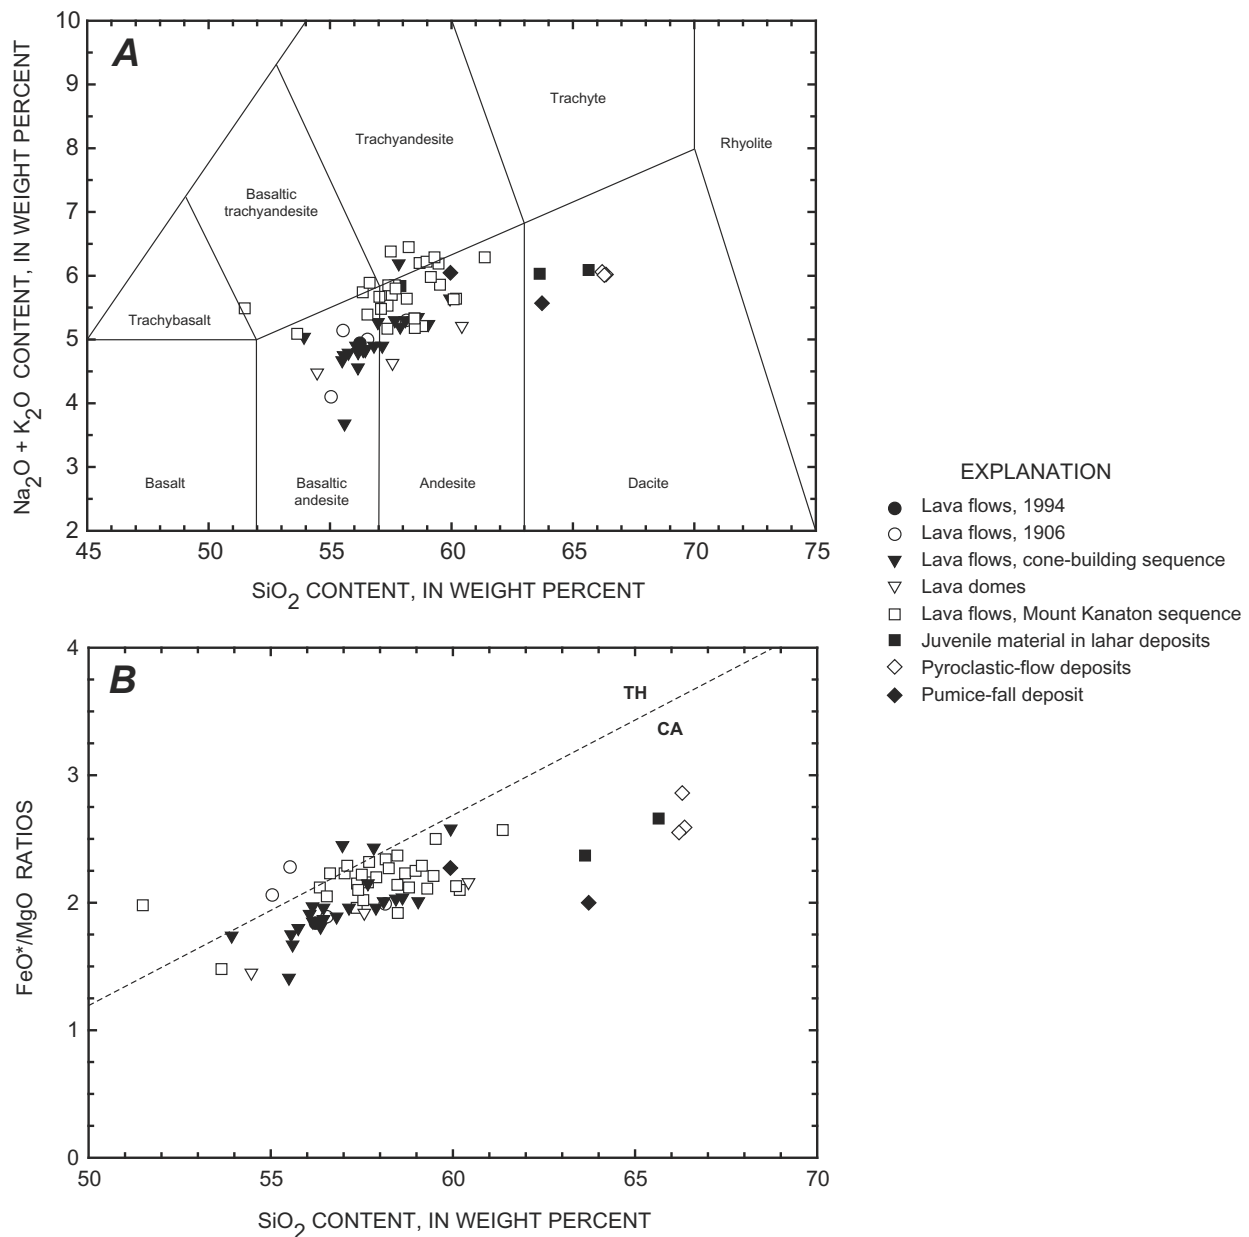 A
10
9
8
7
6
5
4
3
2
Na2O + K2O CONTENT, IN WEIGHT PERCENT
Trachyte
Trachyandesite
Rhyolite
Basaltic
trachyandesite
Trachybasalt
Basalt
Basaltic
andesite
Andesite
Dacite
45
50
55
60
65
70
75
SiO2 CONTENT, IN WEIGHT PERCENT
B
4
3
2
1
0
FeO*/MgO RATIOS
TH
CA
50
55
60
65
70
SiO2 CONTENT, IN WEIGHT PERCENT
EXPLANATION
Lava flows, 1994
Lava flows, 1906
Lava flows, cone-building sequence
Lava domes
Lava flows, Mount Kanaton sequence
Juvenile material in lahar deposits
Pyroclastic-flow deposits
Pumice-fall deposit